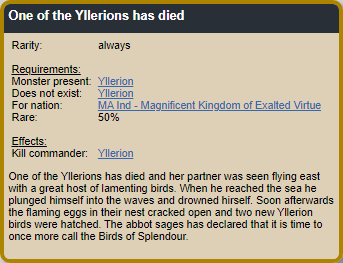 One of the Yllerions has died
Rarity: always
Requirements:
Monster present: Yllerion
Does not exist: Yllerion
For nation: MA Ind - Magnificent Kingdom of Exalted Virtue
Rare: 50%
Effects:
Kill commander: Yllerion
One of the Yllerions has died and her partner was seen flying east
with a great host of lamenting birds. When he reached the sea he
plunged himself into the waves and drowned hirself. Soon afterwards
the flaming eggs in their nest cracked open and two new Yllerion
birds were hatched. The abbot sages has declared that it is time to
once more call the Birds of Splendour.